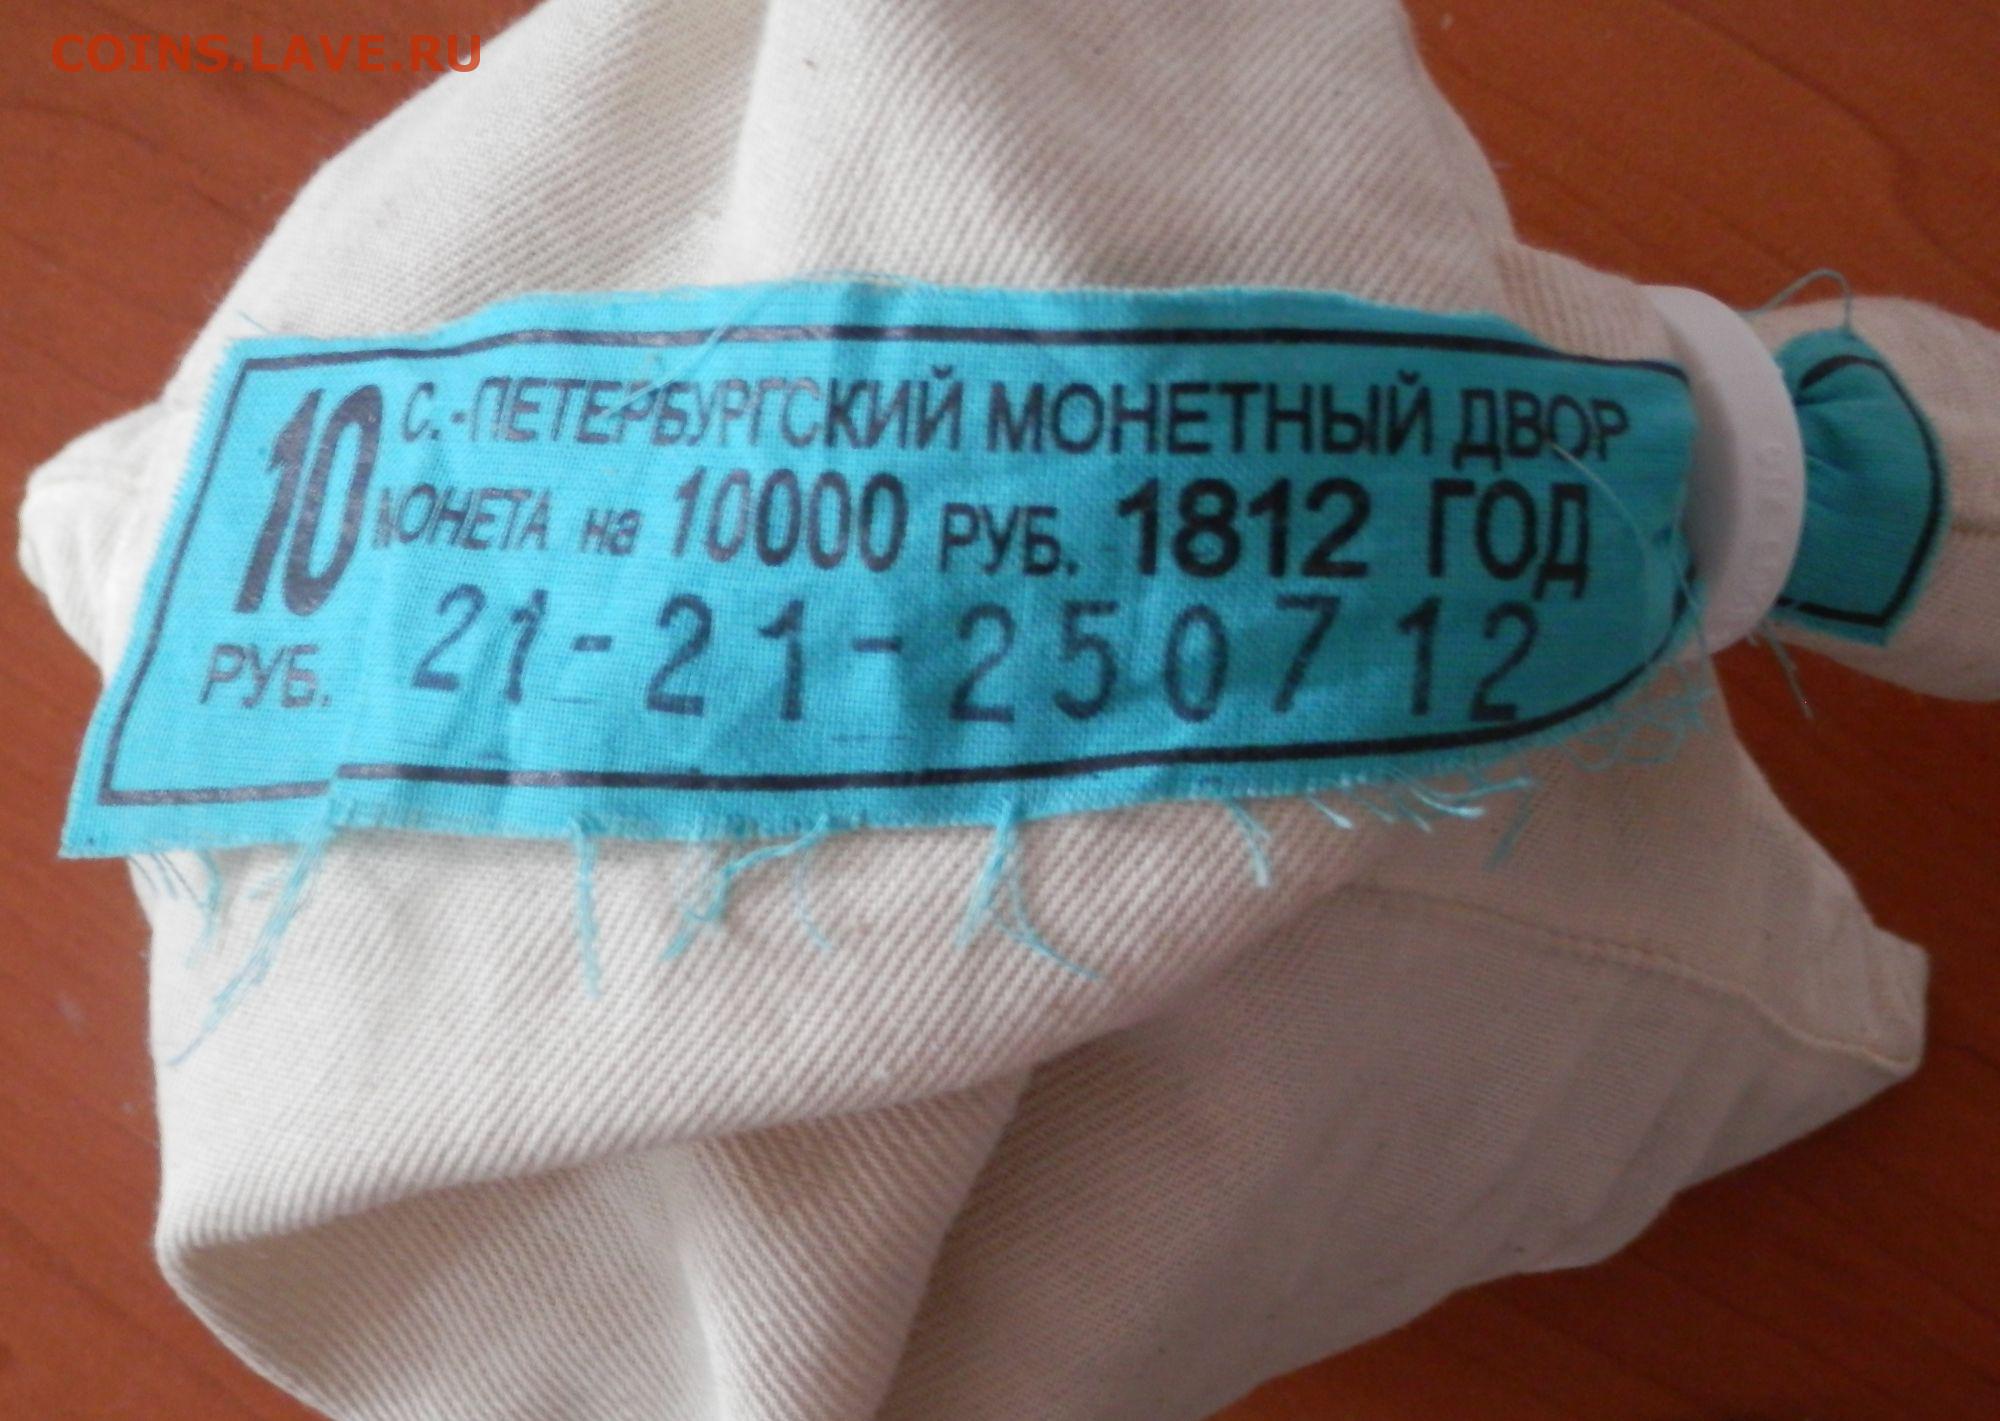 COINS.LAVE.RU
10 С.-ПЕТЕРБУРГСКИЙ МОНЕТНЫЙ ДВОР
МОНЕТА на 10000 РУБ. 1812 ГОД
РУБ. 21-21-250712